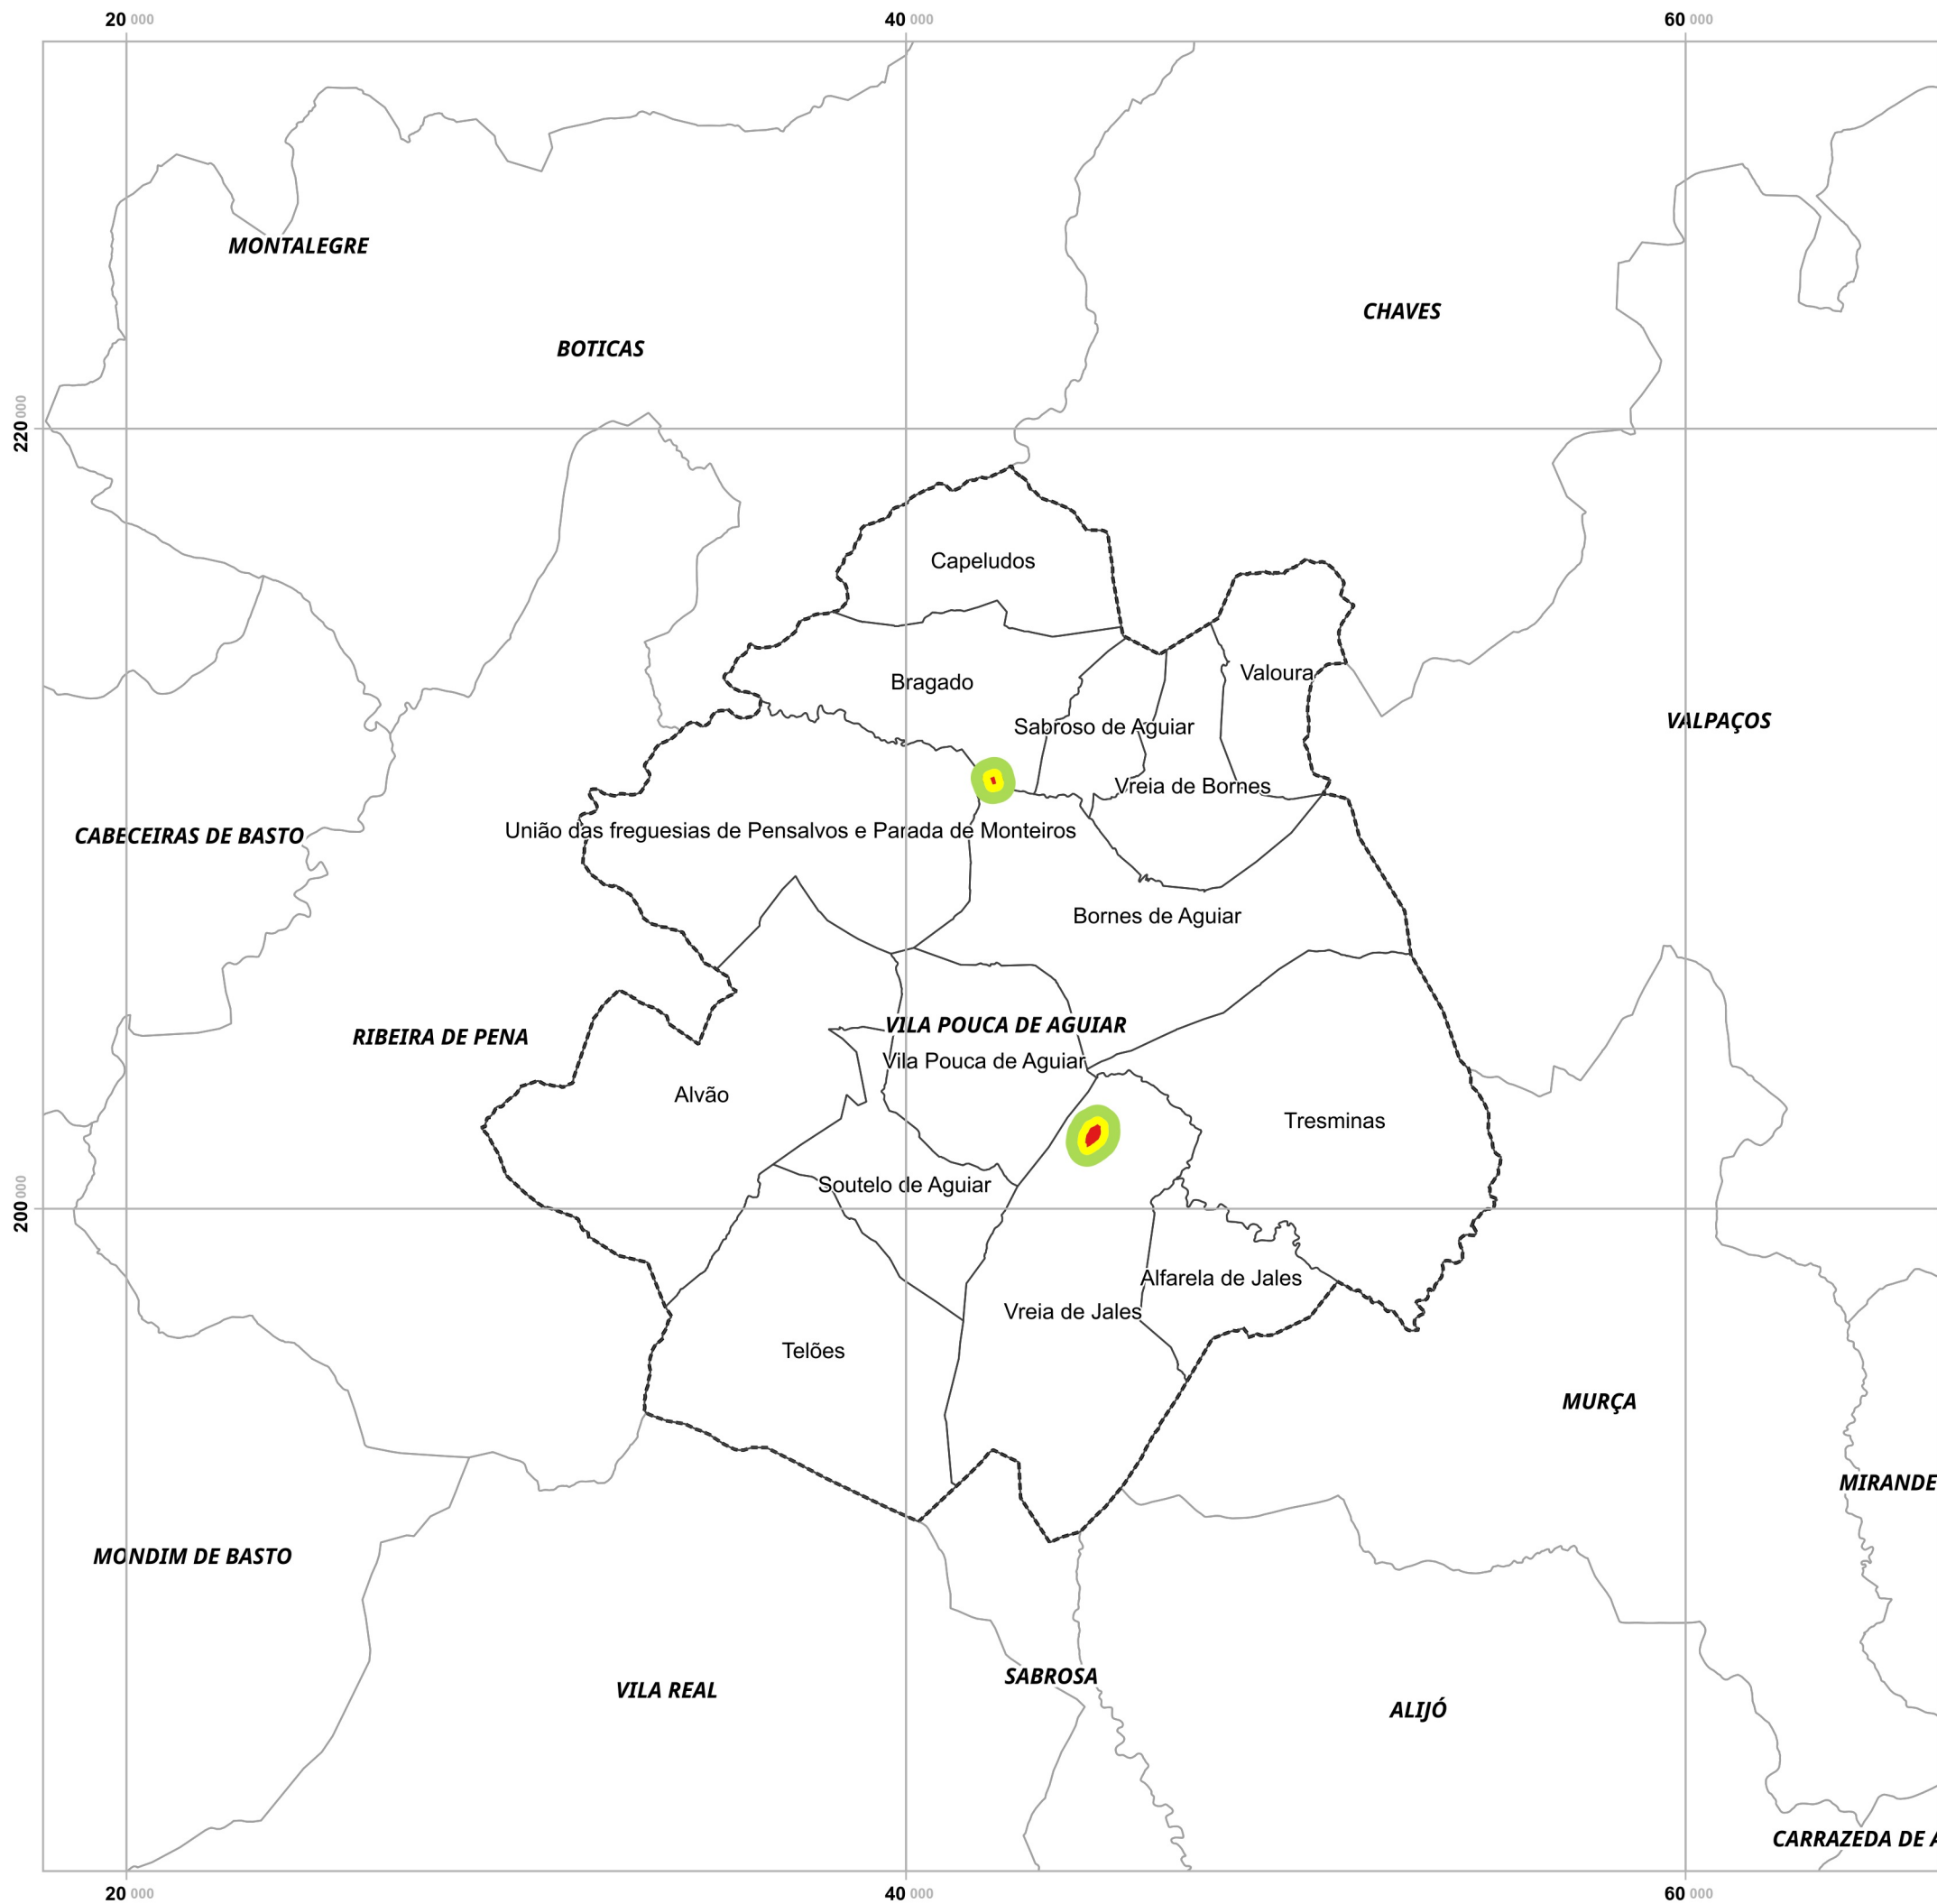 20 000
40 000
60 000
MONTALEGRE
CHAVES
BOTICAS
220 000
Capeludos
Valoura
Bragado
VALPAÇOS
Sabroso de Aguiar
Vreia de Bornes
União das freguesias de Pensalvos e Parada de Monteiros
CABECEIRAS DE BASTO
Bornes de Aguiar
VILA POUCA DE AGUIAR
RIBEIRA DE PENA
Vila Pouca de Aguiar
Alvão
Tresminas
Soutelo de Aguiar
200 000
Alfarela de Jales
Vreia de Jales
Telões
MURÇA
MIRANDE
MONDIM DE BASTO
SABROSA
VILA REAL
ALIJÓ
CARRAZEDA DE
20 000
40 000
60 000